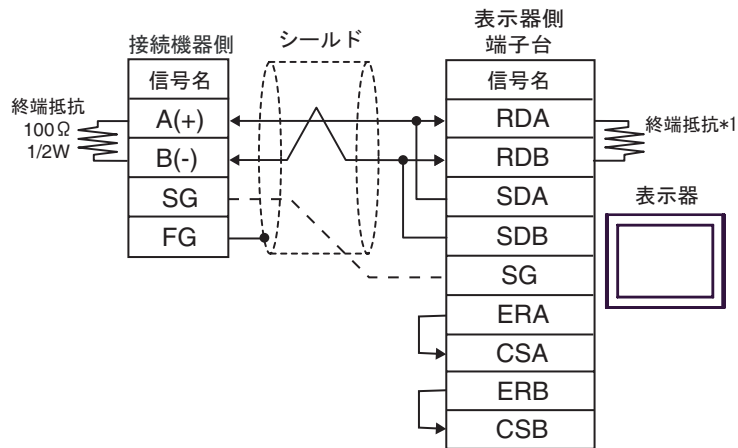 接続機器側
シールド
表示器側
端子台
信号名
信号名
終端抵抗
100Ω
1/2W
A(+)
B(-)
SG
FG
RDA
RDB
SDA
SDB
SG
ERA
CSA
ERB
CSB
終端抵抗*1
表示器